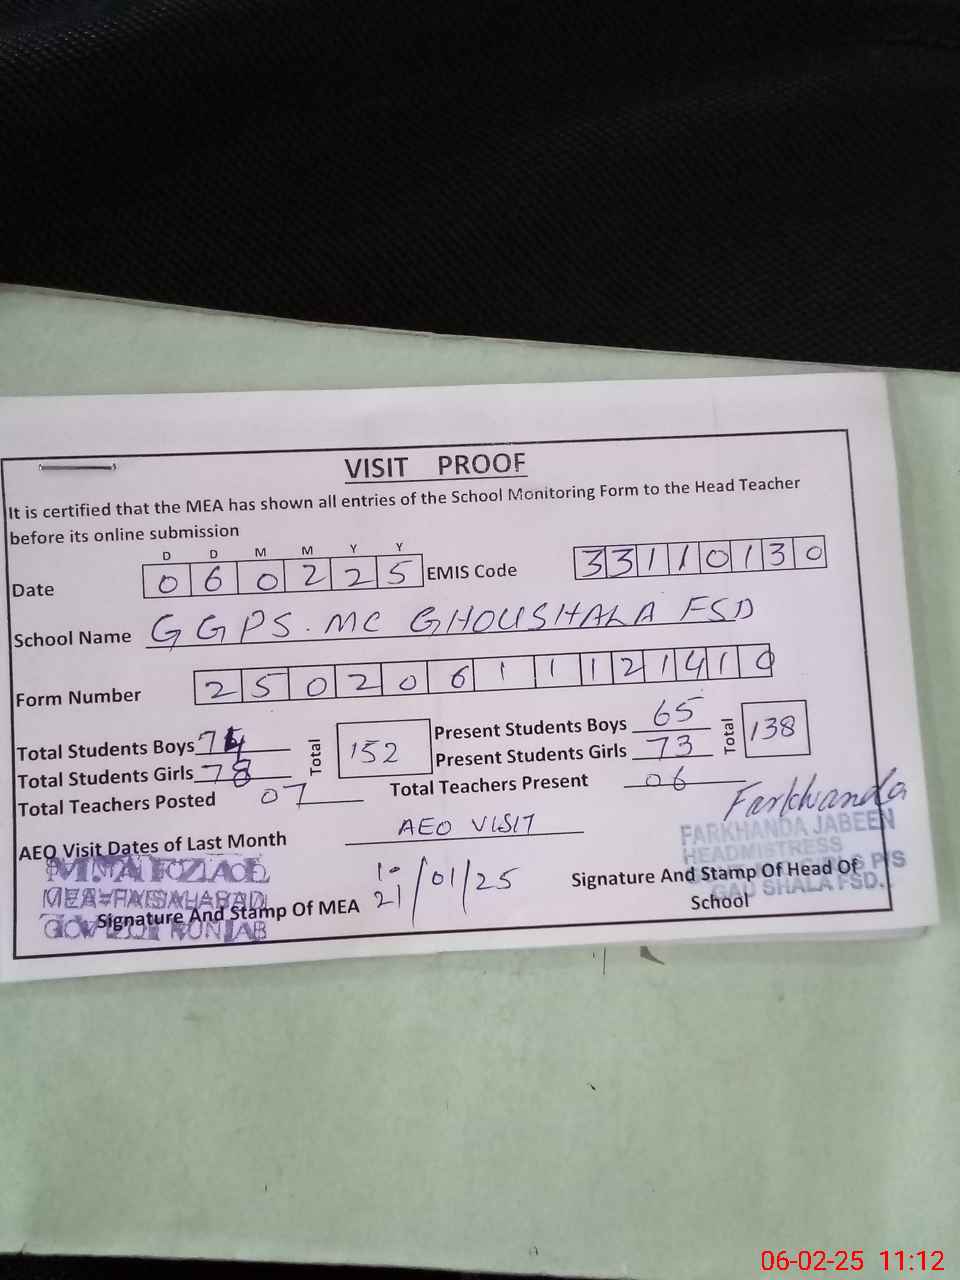 VISIT PROOF
It is certified that the MEA has shown all entries of the School Monitoring Form to the Head Teacher
before its online submission
D D M M Y Y
Date 0 6 0 2 2 5 EMIS Code 3 3 1 1 0 1 3 0
School Name GGPS. MC GHOUSHALA FSD
Form Number 2 5 0 2 0 6 1 1 1 2 1 4 1 0
Total Students Boys 74 Total 152 Present Students Boys 65 Total 138
Total Students Girls 78 Present Students Girls 73
Total Teachers Posted 07 Total Teachers Present 06
Farkhanda
AEO Visit Dates of Last Month AEO VISIT
FARKHANDA JABEEN
HEADMISTRESS
P/S
GAU SHALA FSD.
10
21 /01/25
MEA FAISALABAD
Signature And Stamp Of MEA
Signature And Stamp Of Head Of
School
06-02-25 11:12